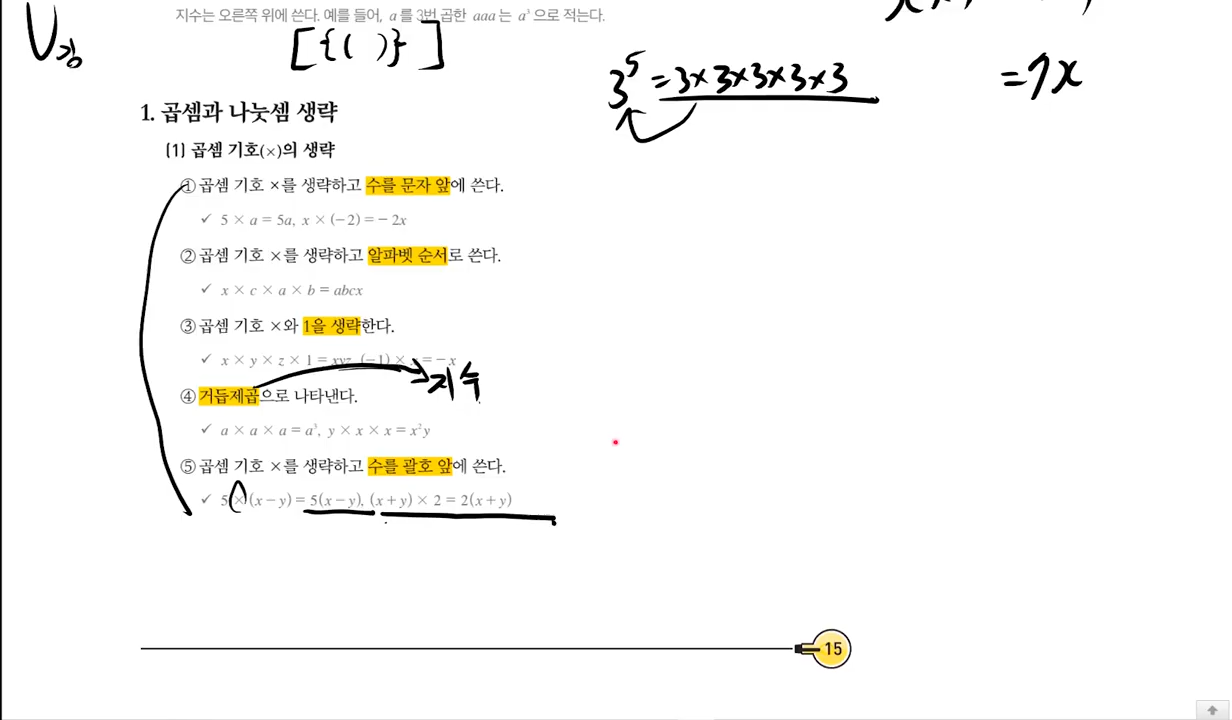 지수는 오른쪽 위에 쓴다. 예를 들어, a를 3번 곱한 aaa는 a³으로 적는다.
V강
[{( )}]
3⁵ = 3×3×3×3×3
= 7x
1. 곱셈과 나눗셈 생략
(1) 곱셈 기호(×)의 생략
① 곱셈 기호 ×를 생략하고 수를 문자 앞에 쓴다.
✓ 5 × a = 5a, x × (−2) = − 2x
② 곱셈 기호 ×를 생략하고 알파벳 순서로 쓴다.
✓ x × c × a × b = abcx
③ 곱셈 기호 ×와 1을 생략한다.
✓ x × y × z × 1 = xyz, (−1) × x = − x
④ 거듭제곱으로 나타낸다. 지수
✓ a × a × a = a³, y × x × x = x²y
⑤ 곱셈 기호 ×를 생략하고 수를 괄호 앞에 쓴다.
✓ 5 × (x − y) = 5(x − y), (x + y) × 2 = 2(x + y)
15